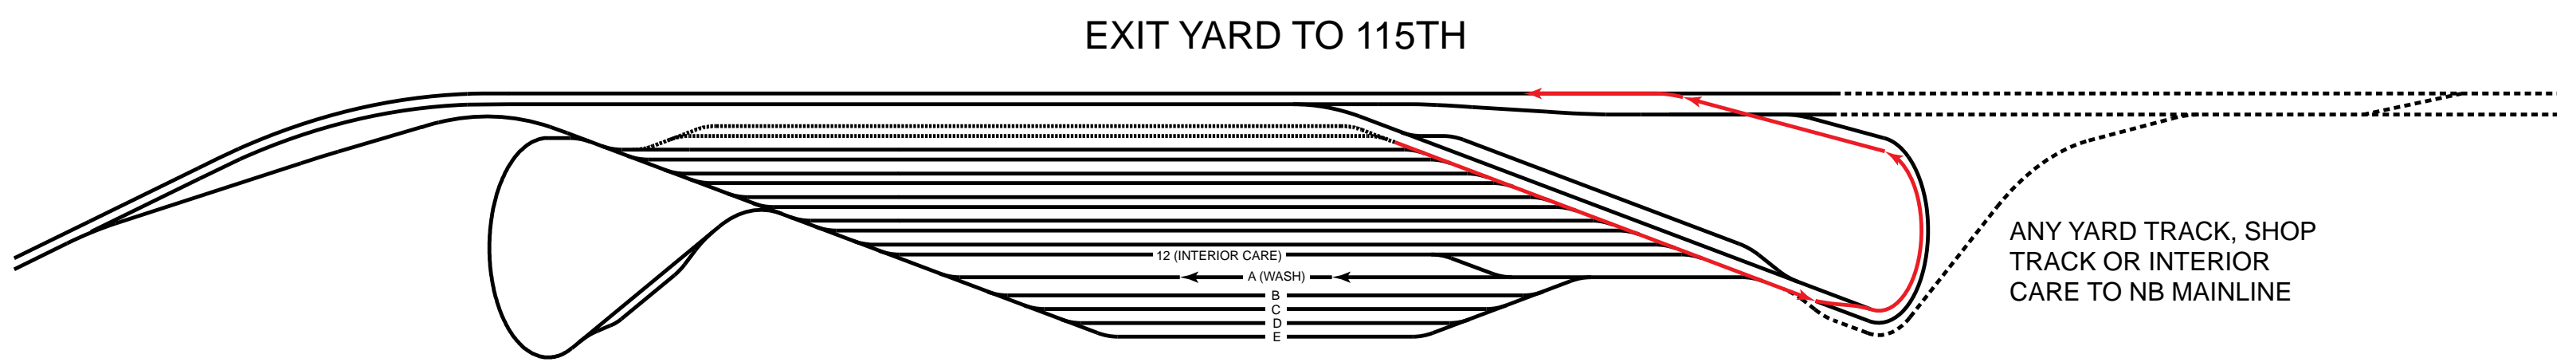 EXIT YARD TO 115TH
12 (INTERIOR CARE)
A (WASH)
B
C
D
E
ANY YARD TRACK, SHOP
TRACK OR INTERIOR
CARE TO NB MAINLINE